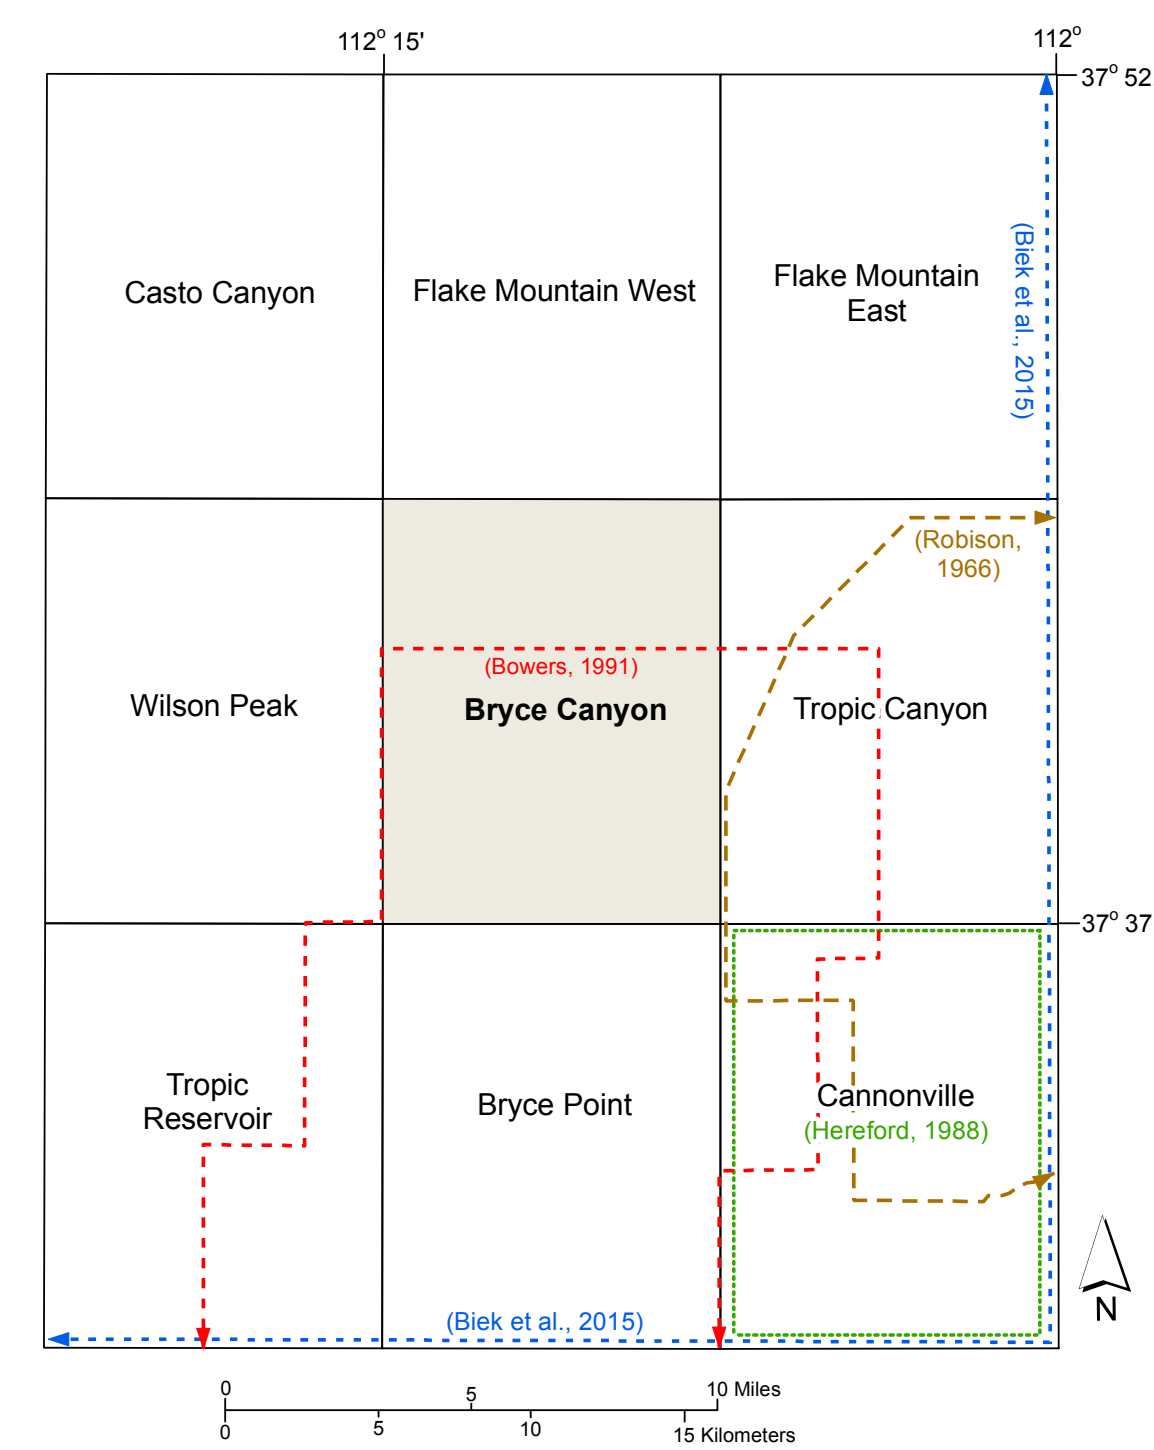 112° 15'
112°
37° 52
Casto Canyon
Flake Mountain West
Flake Mountain
East
(Biek et al., 2015)
(Robison,
1966)
(Bowers, 1991)
Wilson Peak
Bryce Canyon
Tropic Canyon
37° 37
Tropic
Reservoir
Bryce Point
Cannonville
(Hereford, 1988)
(Biek et al., 2015)
N
0
5
10 Miles
0
5
10
15 Kilometers